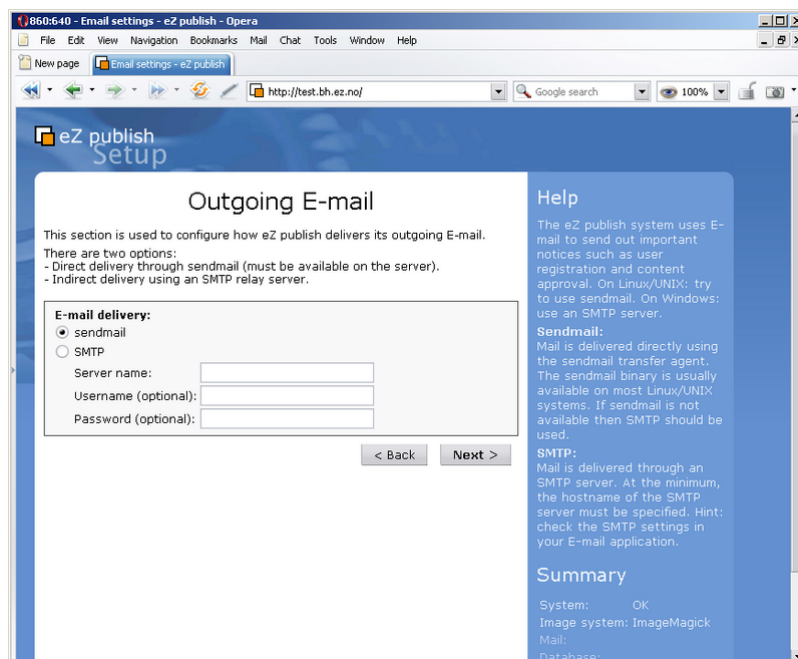 860:640 - Email settings - eZ publish - Opera
File Edit View Navigation Bookmarks Mail Chat Tools Window Help
New page Email settings - eZ publish
http://test.bh.ez.no/ Google search 100%
eZ publish
Setup
Outgoing E-mail
This section is used to configure how eZ publish delivers its outgoing E-mail.
There are two options:
- Direct delivery through sendmail (must be available on the server).
- Indirect delivery using an SMTP relay server.
E-mail delivery:
sendmail
SMTP
Server name:
Username (optional):
Password (optional):
< Back Next >
Help
The eZ publish system uses E-
mail to send out important
notices such as user
registration and content
approval. On Linux/UNIX: try
to use sendmail. On Windows:
use an SMTP server.
Sendmail:
Mail is delivered directly using
the sendmail transfer agent.
The sendmail binary is usually
available on most Linux/UNIX
systems. If sendmail is not
available then SMTP should be
used.
SMTP:
Mail is delivered through an
SMTP server. At the minimum,
the hostname of the SMTP
server must be specified. Hint:
check the SMTP settings in
your E-mail application.
Summary
System: OK
Image system: ImageMagick
Mail:
Database: